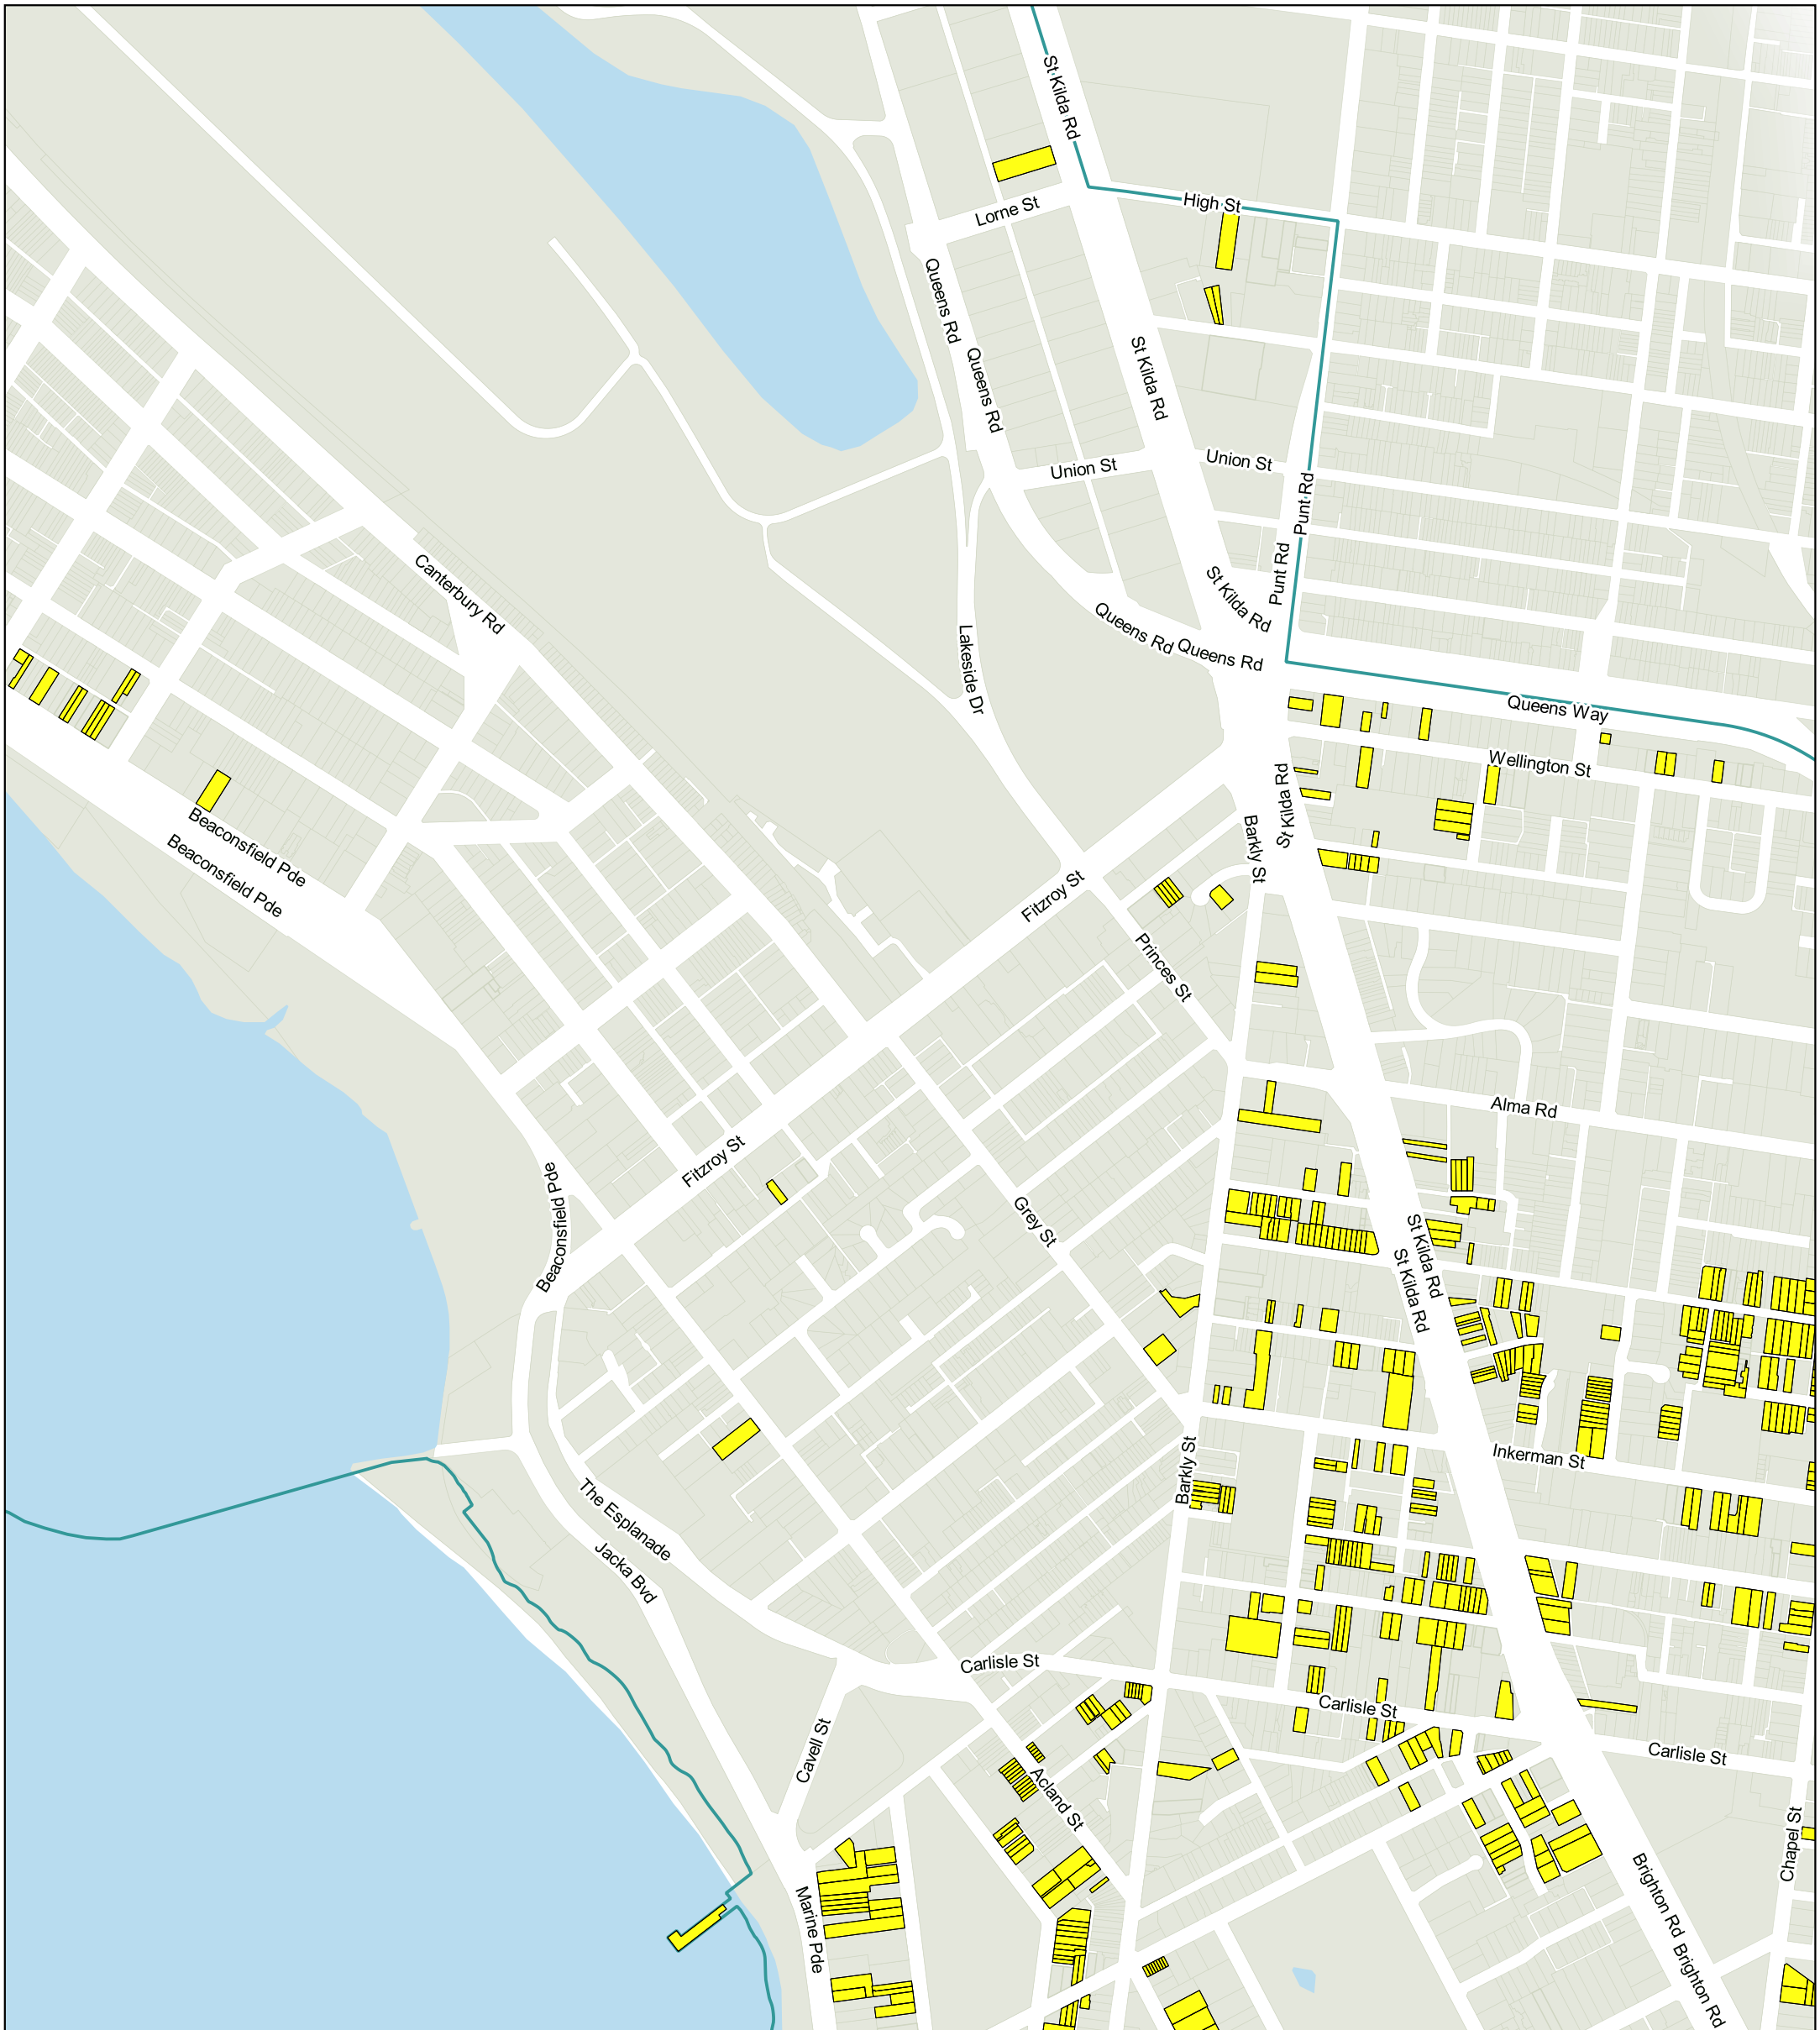 St Kilda Rd
High St
Lorne St
Queens Rd
Queens Rd
St Kilda Rd
Union St
Union St
Punt Rd
Punt Rd
St Kilda Rd
Canterbury Rd
Queens Rd
Queens Rd
Lakeside Dr
Queens Way
Wellington St
St Kilda Rd
Barkly St
Beaconsfield Pde
Beaconsfield Pde
Fitzroy St
Princes St
Alma Rd
Fitzroy St
Beaconsfield Pde
Grey St
St Kilda Rd
St Kilda Rd
Inkerman St
Barkly St
The Esplanade
Jacka Bvd
Carlisle St
Carlisle St
Cavell St
Carlisle St
Acland St
Chapel St
Marine Pde
Brighton Rd
Brighton Rd